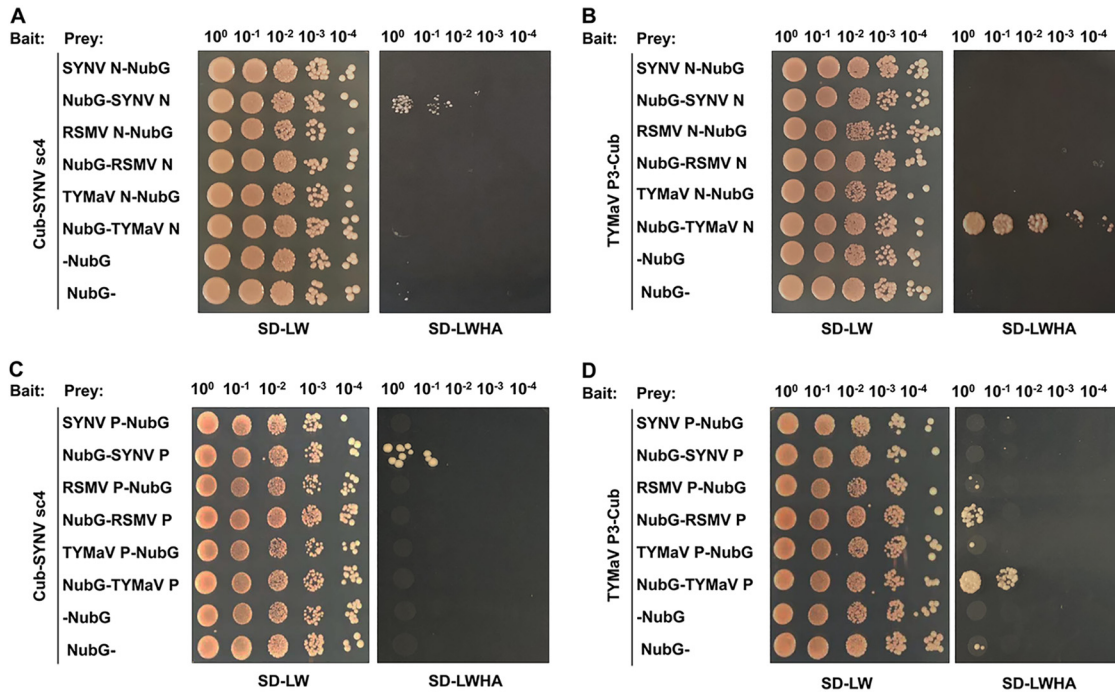 A
Bait: Prey: 10⁰ 10⁻¹ 10⁻² 10⁻³ 10⁻⁴ 10⁰ 10⁻¹ 10⁻² 10⁻³ 10⁻⁴
Cub-SYNV sc4
SYNV N-NubG
NubG-SYNV N
RSMV N-NubG
NubG-RSMV N
TYMaV N-NubG
NubG-TYMaV N
-NubG
NubG-
SD-LW SD-LWHA
B
Bait: Prey: 10⁰ 10⁻¹ 10⁻² 10⁻³ 10⁻⁴ 10⁰ 10⁻¹ 10⁻² 10⁻³ 10⁻⁴
TYMaV P3-Cub
SYNV N-NubG
NubG-SYNV N
RSMV N-NubG
NubG-RSMV N
TYMaV N-NubG
NubG-TYMaV N
-NubG
NubG-
SD-LW SD-LWHA
C
Bait: Prey: 10⁰ 10⁻¹ 10⁻² 10⁻³ 10⁻⁴ 10⁰ 10⁻¹ 10⁻² 10⁻³ 10⁻⁴
Cub-SYNV sc4
SYNV P-NubG
NubG-SYNV P
RSMV P-NubG
NubG-RSMV P
TYMaV P-NubG
NubG-TYMaV P
-NubG
NubG-
SD-LW SD-LWHA
D
Bait: Prey: 10⁰ 10⁻¹ 10⁻² 10⁻³ 10⁻⁴ 10⁰ 10⁻¹ 10⁻² 10⁻³ 10⁻⁴
TYMaV P3-Cub
SYNV P-NubG
NubG-SYNV P
RSMV P-NubG
NubG-RSMV P
TYMaV P-NubG
NubG-TYMaV P
-NubG
NubG-
SD-LW SD-LWHA